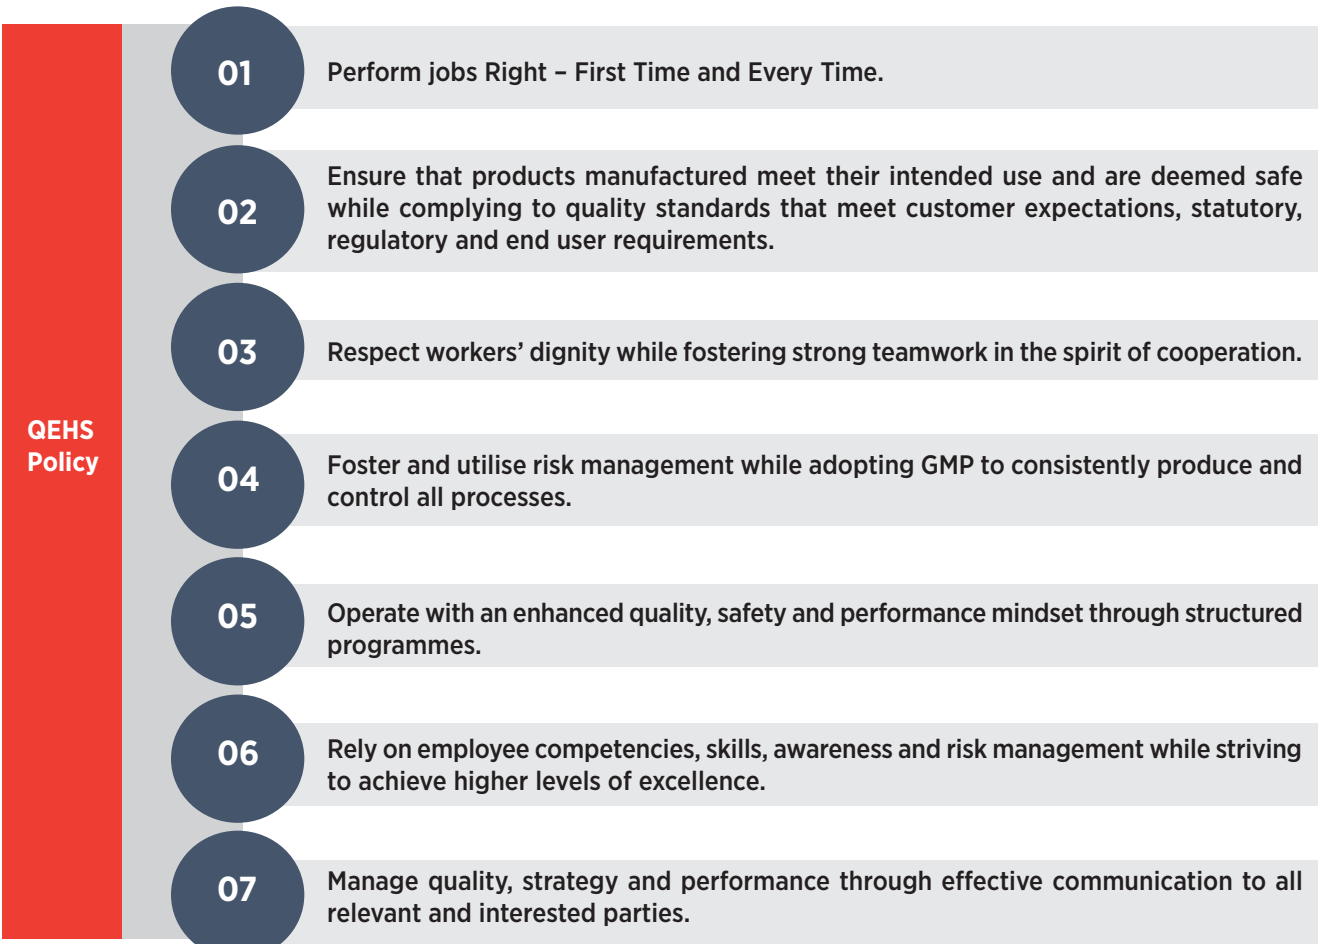 QEHS
Policy
01
Perform jobs Right – First Time and Every Time.
02
Ensure that products manufactured meet their intended use and are deemed safe
while complying to quality standards that meet customer expectations, statutory,
regulatory and end user requirements.
03
Respect workers’ dignity while fostering strong teamwork in the spirit of cooperation.
04
Foster and utilise risk management while adopting GMP to consistently produce and
control all processes.
05
Operate with an enhanced quality, safety and performance mindset through structured
programmes.
06
Rely on employee competencies, skills, awareness and risk management while striving
to achieve higher levels of excellence.
07
Manage quality, strategy and performance through effective communication to all
relevant and interested parties.